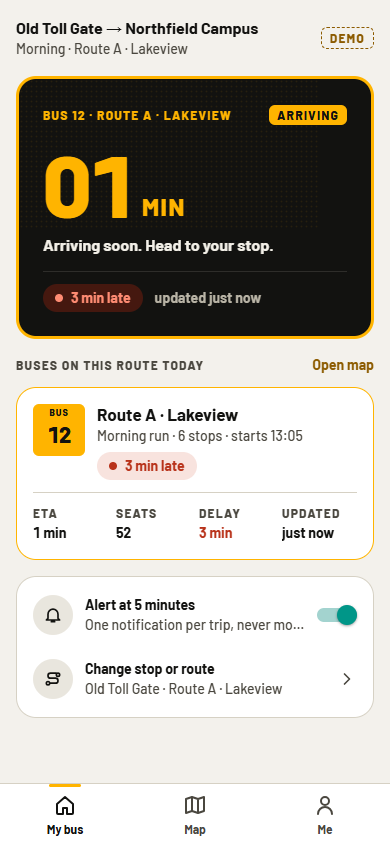 Old Toll Gate → Northfield Campus
Morning · Route A · Lakeview
DEMO
BUS 12 · ROUTE A · LAKEVIEW
ARRIVING
01 MIN
Arriving soon. Head to your stop.
3 min late
updated just now
BUSES ON THIS ROUTE TODAY
Open map
BUS
12
Route A · Lakeview
Morning run · 6 stops · starts 13:05
3 min late
ETA SEATS DELAY UPDATED
1 min 52 3 min just now
Alert at 5 minutes
One notification per trip, never mo...
Change stop or route
Old Toll Gate · Route A · Lakeview
My bus Map Me